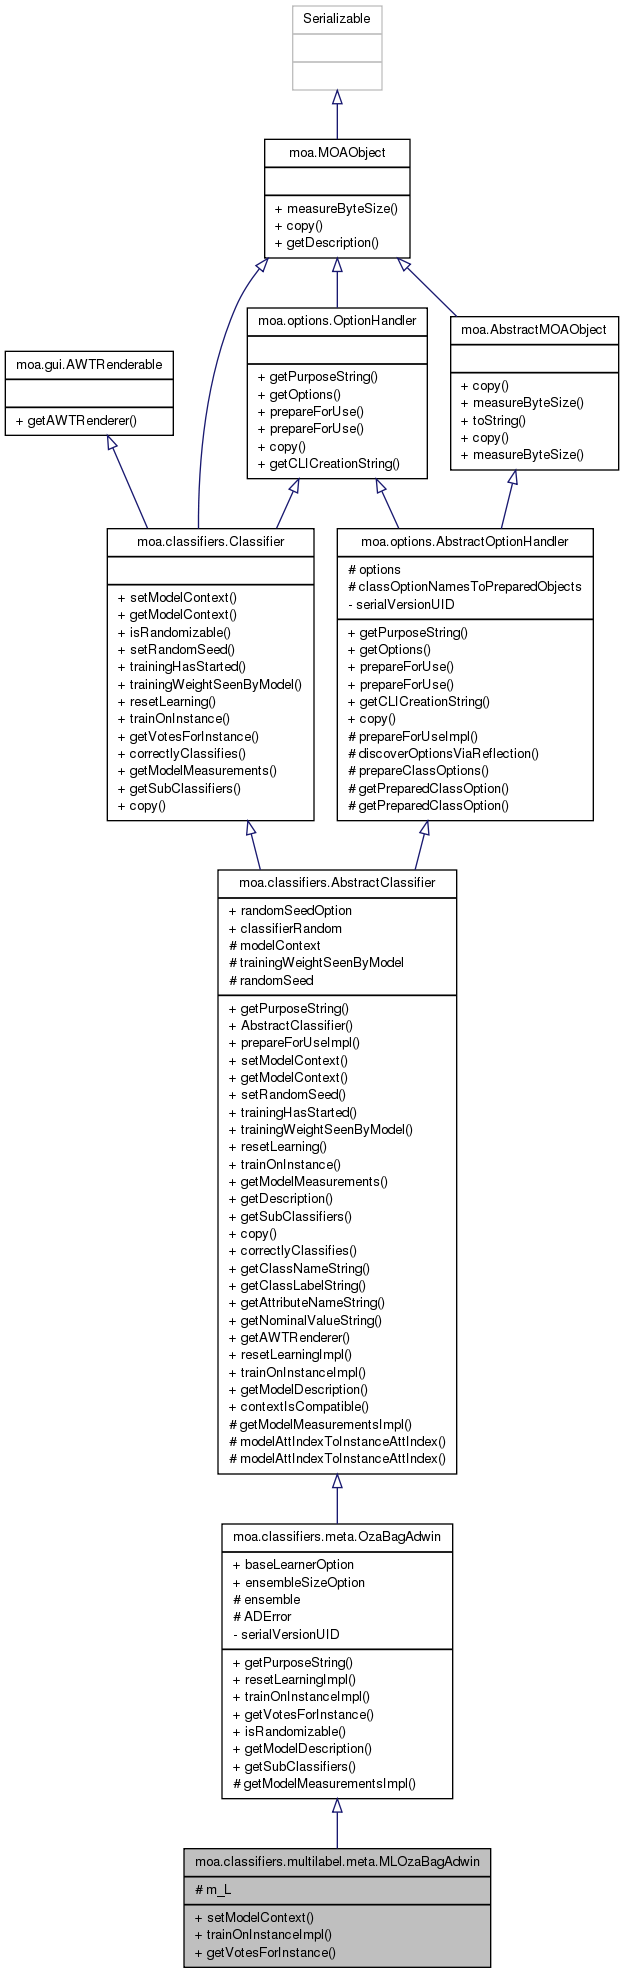 Serializable
moa.MOAObject
+ measureByteSize()
+ copy()
+ getDescription()
moa.options.OptionHandler
+ getPurposeString()
+ getOptions()
+ prepareForUse()
+ prepareForUse()
+ copy()
+ getCLICreationString()
moa.AbstractMOAObject
+ copy()
+ measureByteSize()
+ toString()
+ copy()
+ measureByteSize()
moa.gui.AWTRenderable
+ getAWTRenderer()
moa.classifiers.Classifier
+ setModelContext()
+ getModelContext()
+ isRandomizable()
+ setRandomSeed()
+ trainingHasStarted()
+ trainingWeightSeenByModel()
+ resetLearning()
+ trainOnInstance()
+ getVotesForInstance()
+ correctlyClassifies()
+ getModelMeasurements()
+ getSubClassifiers()
+ copy()
moa.options.AbstractOptionHandler
# options
# classOptionNamesToPreparedObjects
- serialVersionUID
+ getPurposeString()
+ getOptions()
+ prepareForUse()
+ prepareForUse()
+ getCLICreationString()
+ copy()
# prepareForUseImpl()
# discoverOptionsViaReflection()
# prepareClassOptions()
# getPreparedClassOption()
# getPreparedClassOption()
moa.classifiers.AbstractClassifier
+ randomSeedOption
+ classifierRandom
# modelContext
# trainingWeightSeenByModel
# randomSeed
+ getPurposeString()
+ AbstractClassifier()
+ prepareForUseImpl()
+ setModelContext()
+ getModelContext()
+ setRandomSeed()
+ trainingHasStarted()
+ trainingWeightSeenByModel()
+ resetLearning()
+ trainOnInstance()
+ getModelMeasurements()
+ getDescription()
+ getSubClassifiers()
+ copy()
+ correctlyClassifies()
+ getClassNameString()
+ getClassLabelString()
+ getAttributeNameString()
+ getNominalValueString()
+ getAWTRenderer()
+ resetLearningImpl()
+ trainOnInstanceImpl()
+ getModelDescription()
+ contextIsCompatible()
# getModelMeasurementsImpl()
# modelAttIndexToInstanceAttIndex()
# modelAttIndexToInstanceAttIndex()
moa.classifiers.meta.OzaBagAdwin
+ baseLearnerOption
+ ensembleSizeOption
# ensemble
# ADError
- serialVersionUID
+ getPurposeString()
+ resetLearningImpl()
+ trainOnInstanceImpl()
+ getVotesForInstance()
+ isRandomizable()
+ getModelDescription()
+ getSubClassifiers()
# getModelMeasurementsImpl()
moa.classifiers.multilabel.meta.MLOzaBagAdwin
# m_L
+ setModelContext()
+ trainOnInstanceImpl()
+ getVotesForInstance()